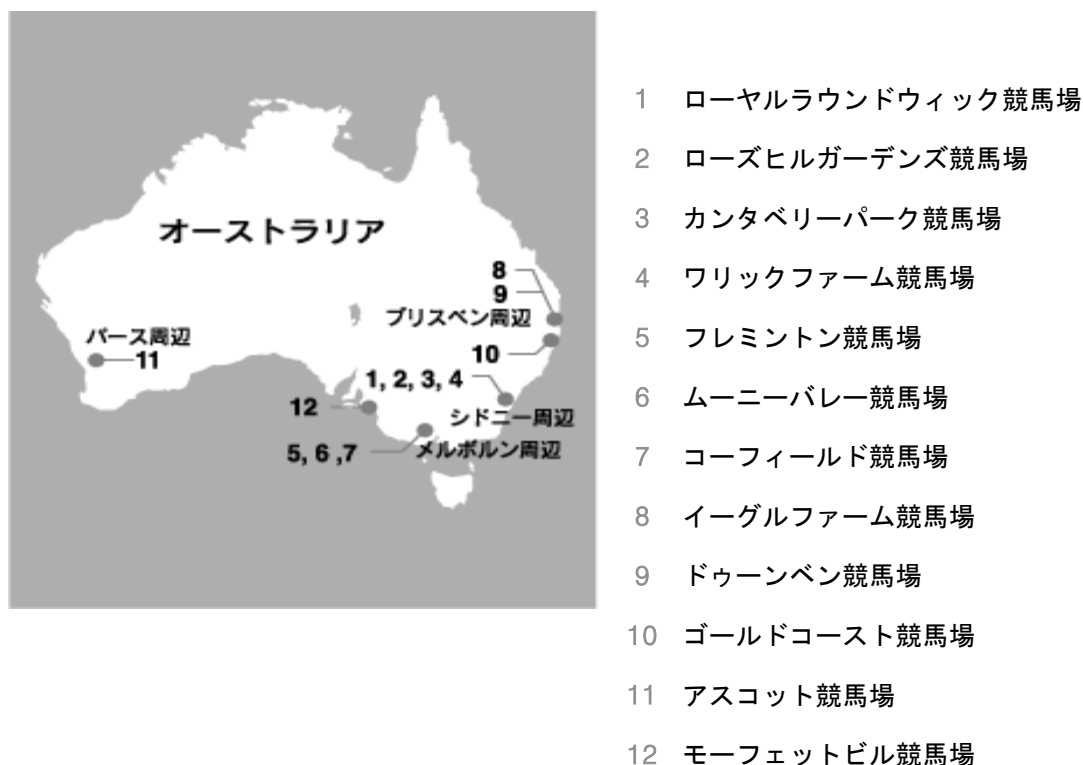 オーストラリア
8
9
ブリスベン周辺
パース周辺
11
10
1, 2, 3, 4
12
シドニー周辺
5, 6 ,7
メルボルン周辺
1 ローヤルラウンドウィック競馬場
2 ローズヒルガーデンズ競馬場
3 カンタベリーパーク競馬場
4 ワリックファーム競馬場
5 フレミントン競馬場
6 ムーニーバレー競馬場
7 コーフィールド競馬場
8 イーグルファーム競馬場
9 ドゥーンベン競馬場
10 ゴールドコースト競馬場
11 アスコット競馬場
12 モーフェットビル競馬場